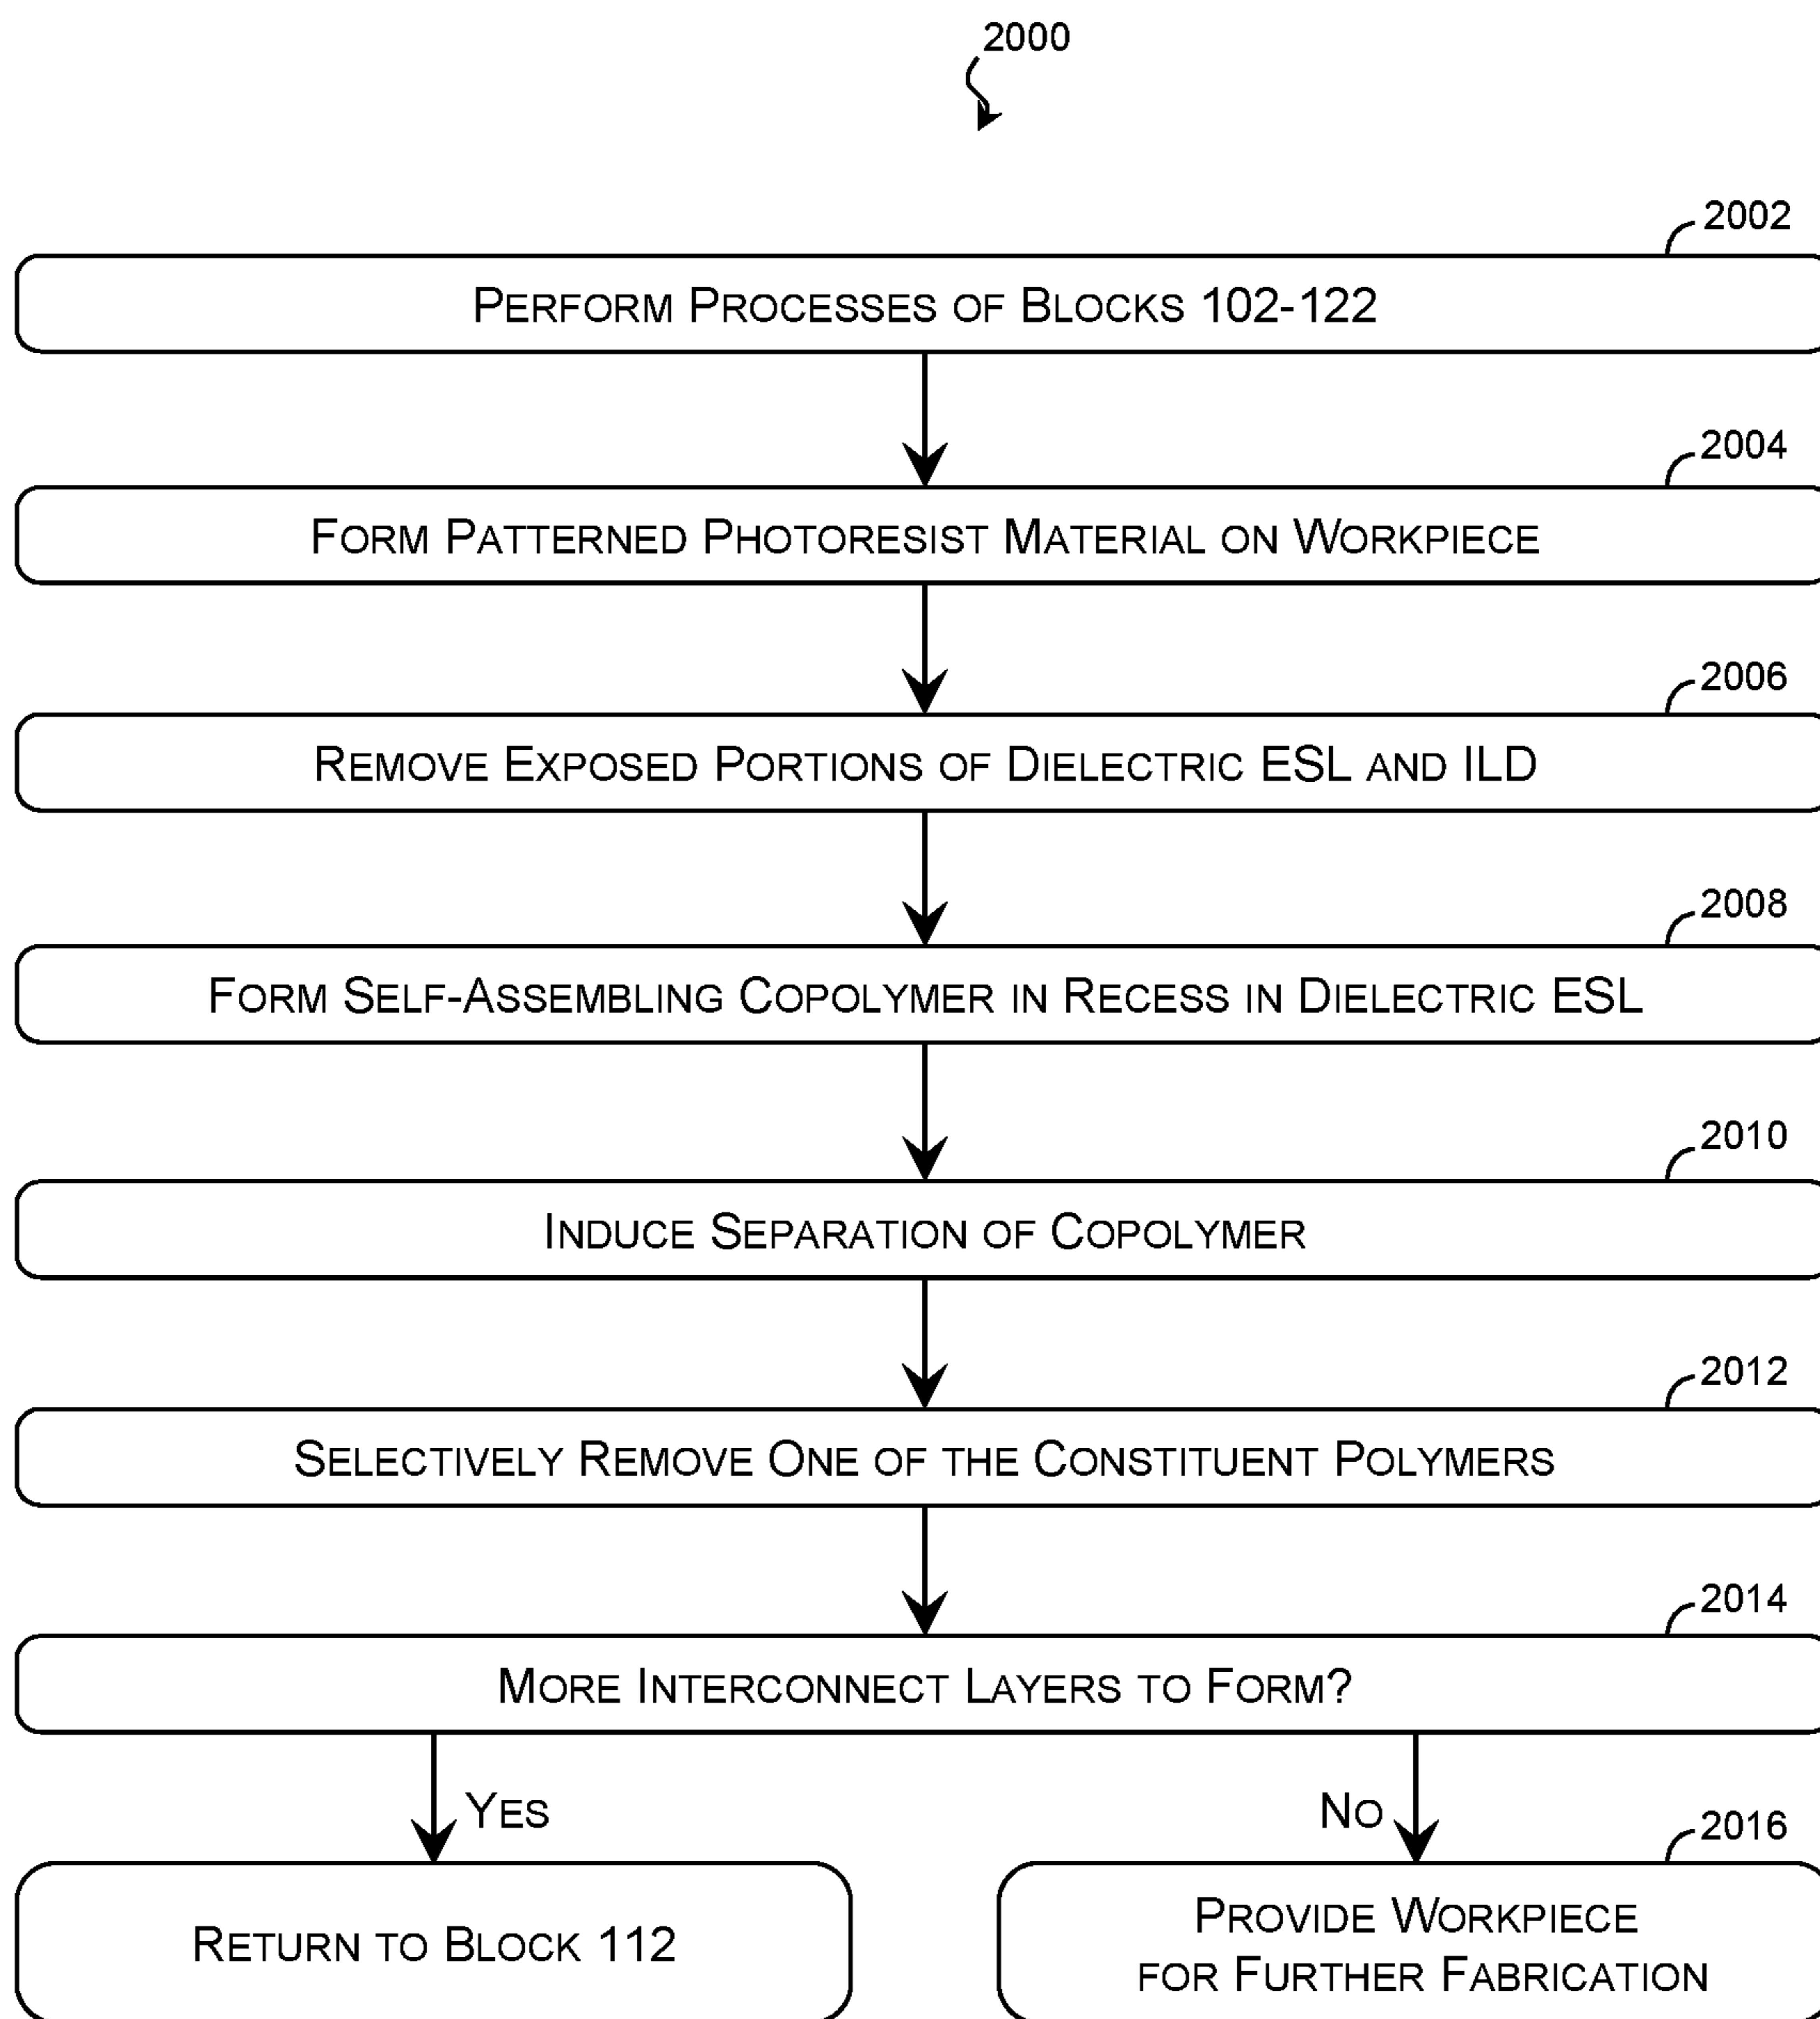 2000
2002
PERFORM PROCESSES OF BLOCKS 102-122
2004
FORM PATTERNED PHOTORESIST MATERIAL ON WORKPIECE
2006
REMOVE EXPOSED PORTIONS OF DIELECTRIC ESL AND ILD
2008
FORM SELF-ASSEMBLING COPOLYMER IN RECESS IN DIELECTRIC ESL
2010
INDUCE SEPARATION OF COPOLYMER
2012
SELECTIVELY REMOVE ONE OF THE CONSTITUENT POLYMERS
2014
MORE INTERCONNECT LAYERS TO FORM?
YES
NO
2016
RETURN TO BLOCK 112
PROVIDE WORKPIECE
FOR FURTHER FABRICATION